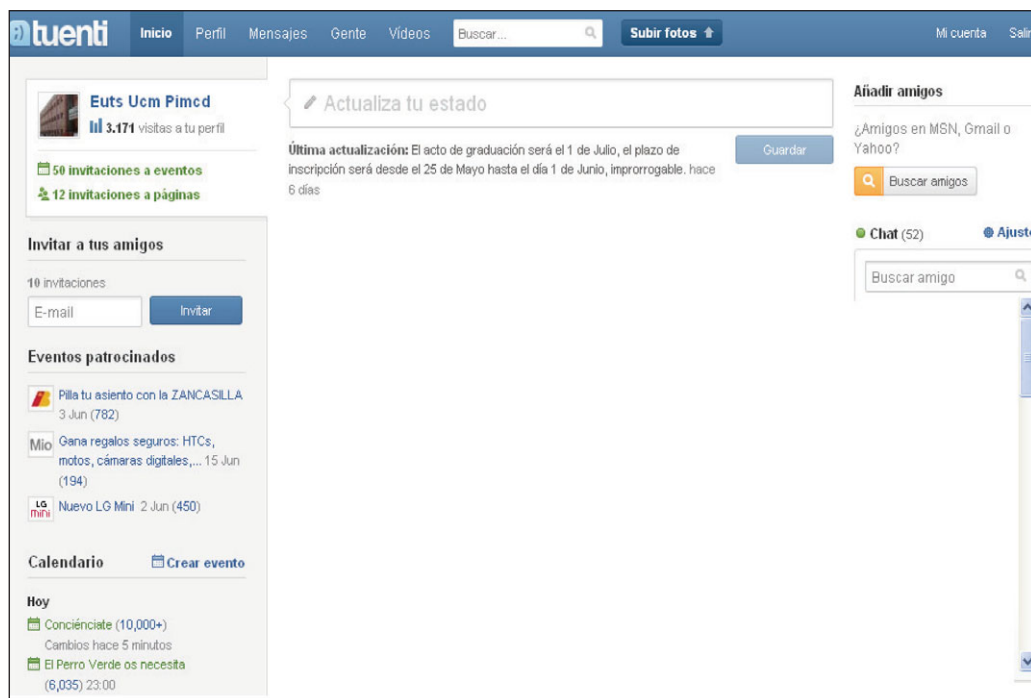 tuenti
Inicio Perfil Mensajes Gente Vídeos Buscar... Subir fotos Mi cuenta Salir
Euts Ucm Pimcd
3.171 visitas a tu perfil
50 invitaciones a eventos
12 invitaciones a páginas
Invitar a tus amigos
10 invitaciones
E-mail Invitar
Eventos patrocinados
Pilla tu asiento con la ZANCASILLA
3 Jun (782)
Mio
Gana regalos seguros: HTCs,
motos, cámaras digitales,... 15 Jun
(194)
LG
mini
Nuevo LG Mini 2 Jun (450)
Calendario Crear evento
Hoy
Conciénciate (10,000+)
Cambios hace 5 minutos
El Perro Verde os necesita
(6,035) 23:00
Actualiza tu estado
Última actualización: El acto de graduación será el 1 de Julio, el plazo de
inscripción será desde el 25 de Mayo hasta el día 1 de Junio, improrrogable. hace
6 días
Guardar
Añadir amigos
¿Amigos en MSN, Gmail o
Yahoo?
Buscar amigos
Chat (52) Ajuste
Buscar amigo